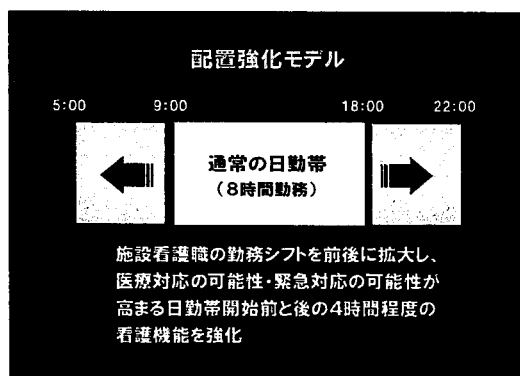 配置強化モデル
5:00 9:00 18:00 22:00
通常の日勤帯
(8時間勤務)
施設看護職の勤務シフトを前後に拡大し、
医療対応の可能性・緊急対応の可能性が
高まる日勤帯開始前と後の4時間程度の
看護機能を強化